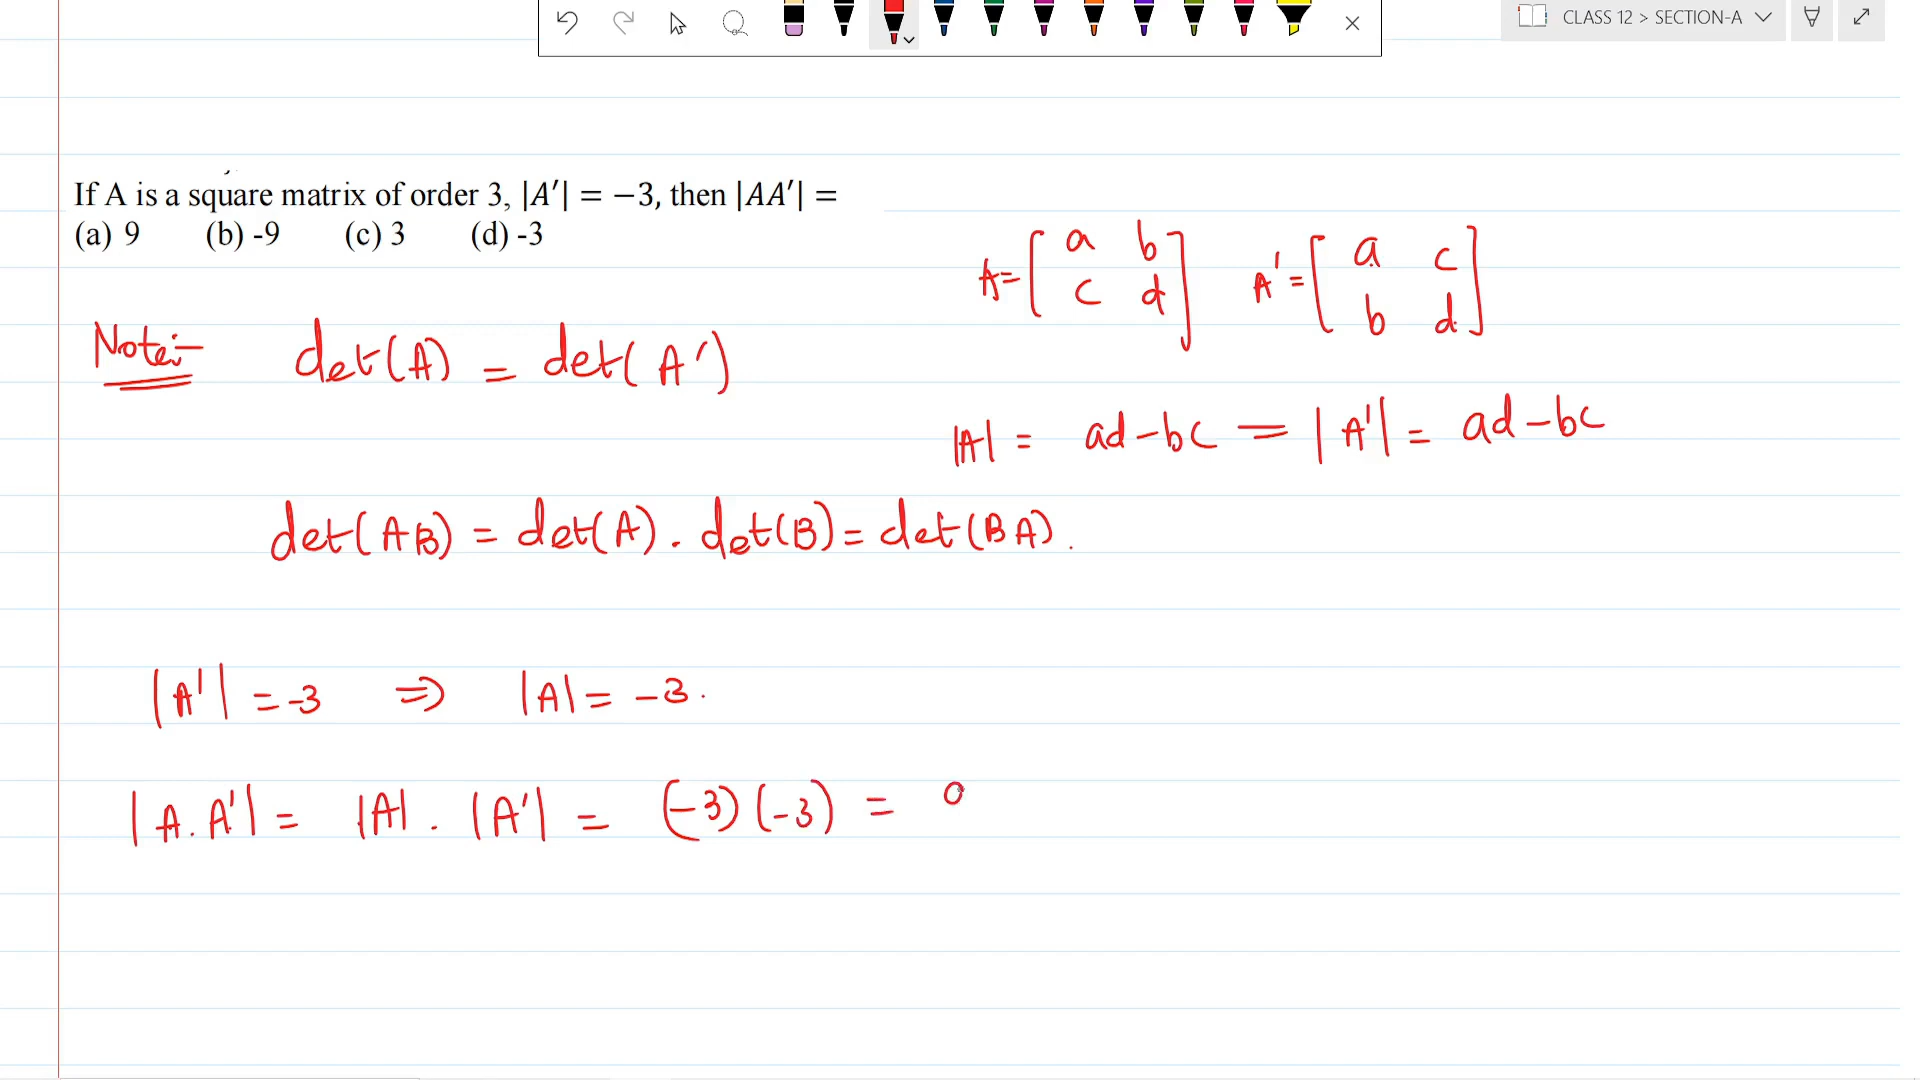 CLASS 12 > SECTION-A
If A is a square matrix of order 3, |A′| = −3, then |AA′| =
(a) 9 (b) -9 (c) 3 (d) -3
A = [ a b
c d ] A' = [ a c
b d ]
Note:- det(A) = det(A')
|A| = ad-bc = |A'| = ad-bc
det(AB) = det(A) . det(B) = det(BA).
|A'| = -3 ⇒ |A| = -3.
|A.A'| = |A| . |A'| = (-3)(-3) =